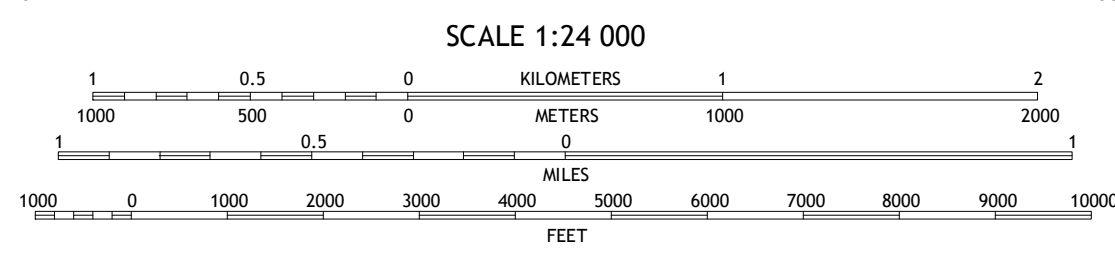 SCALE 1:24 000
1 0.5 0 KILOMETERS 1 2
1000 500 0 METERS 1000 2000
1 0.5 0 1
MILES
1000 0 1000 2000 3000 4000 5000 6000 7000 8000 9000 10000
FEET